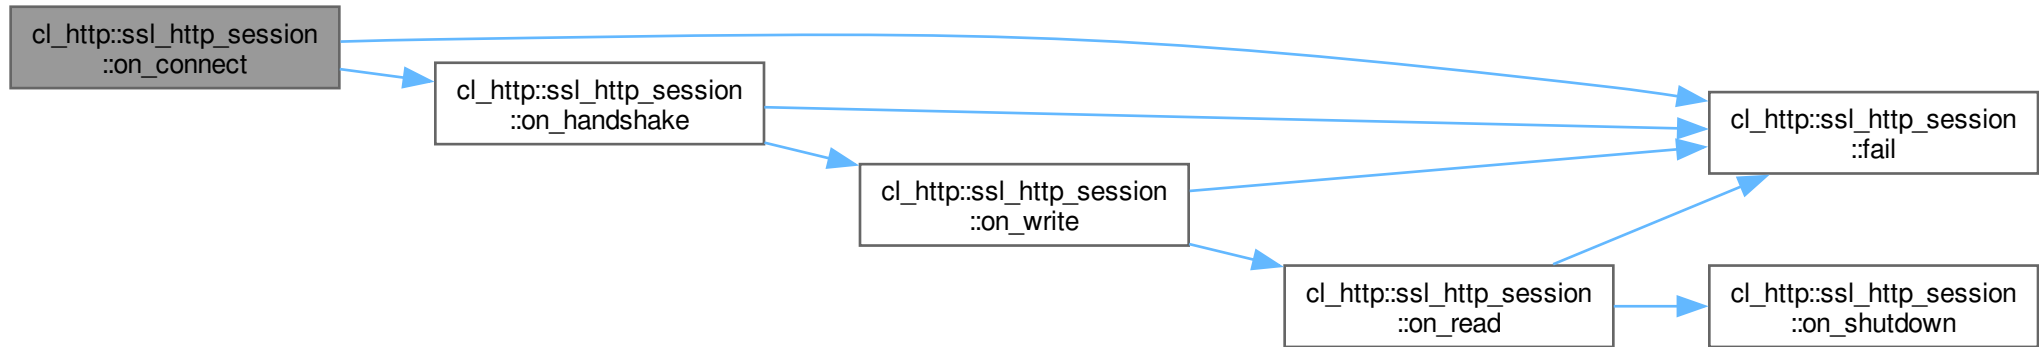 cl_http::ssl_http_session
::on_connect
cl_http::ssl_http_session
::on_handshake
cl_http::ssl_http_session
::on_write
cl_http::ssl_http_session
::on_read
cl_http::ssl_http_session
::fail
cl_http::ssl_http_session
::on_shutdown